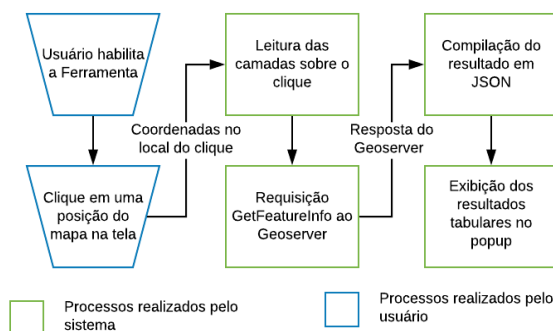 Usuário habilita
a Ferramenta
Clique em uma
posição do
mapa na tela
Coordenadas no
local do clique
Leitura das
camadas sobre o
clique
Requisição
GetFeatureInfo ao
Geoserver
Resposta do
Geoserver
Compilação do
resultado em
JSON
Exibição dos
resultados
tabulares no
popup
Processos realizados pelo
sistema
Processos realizados pelo
usuário